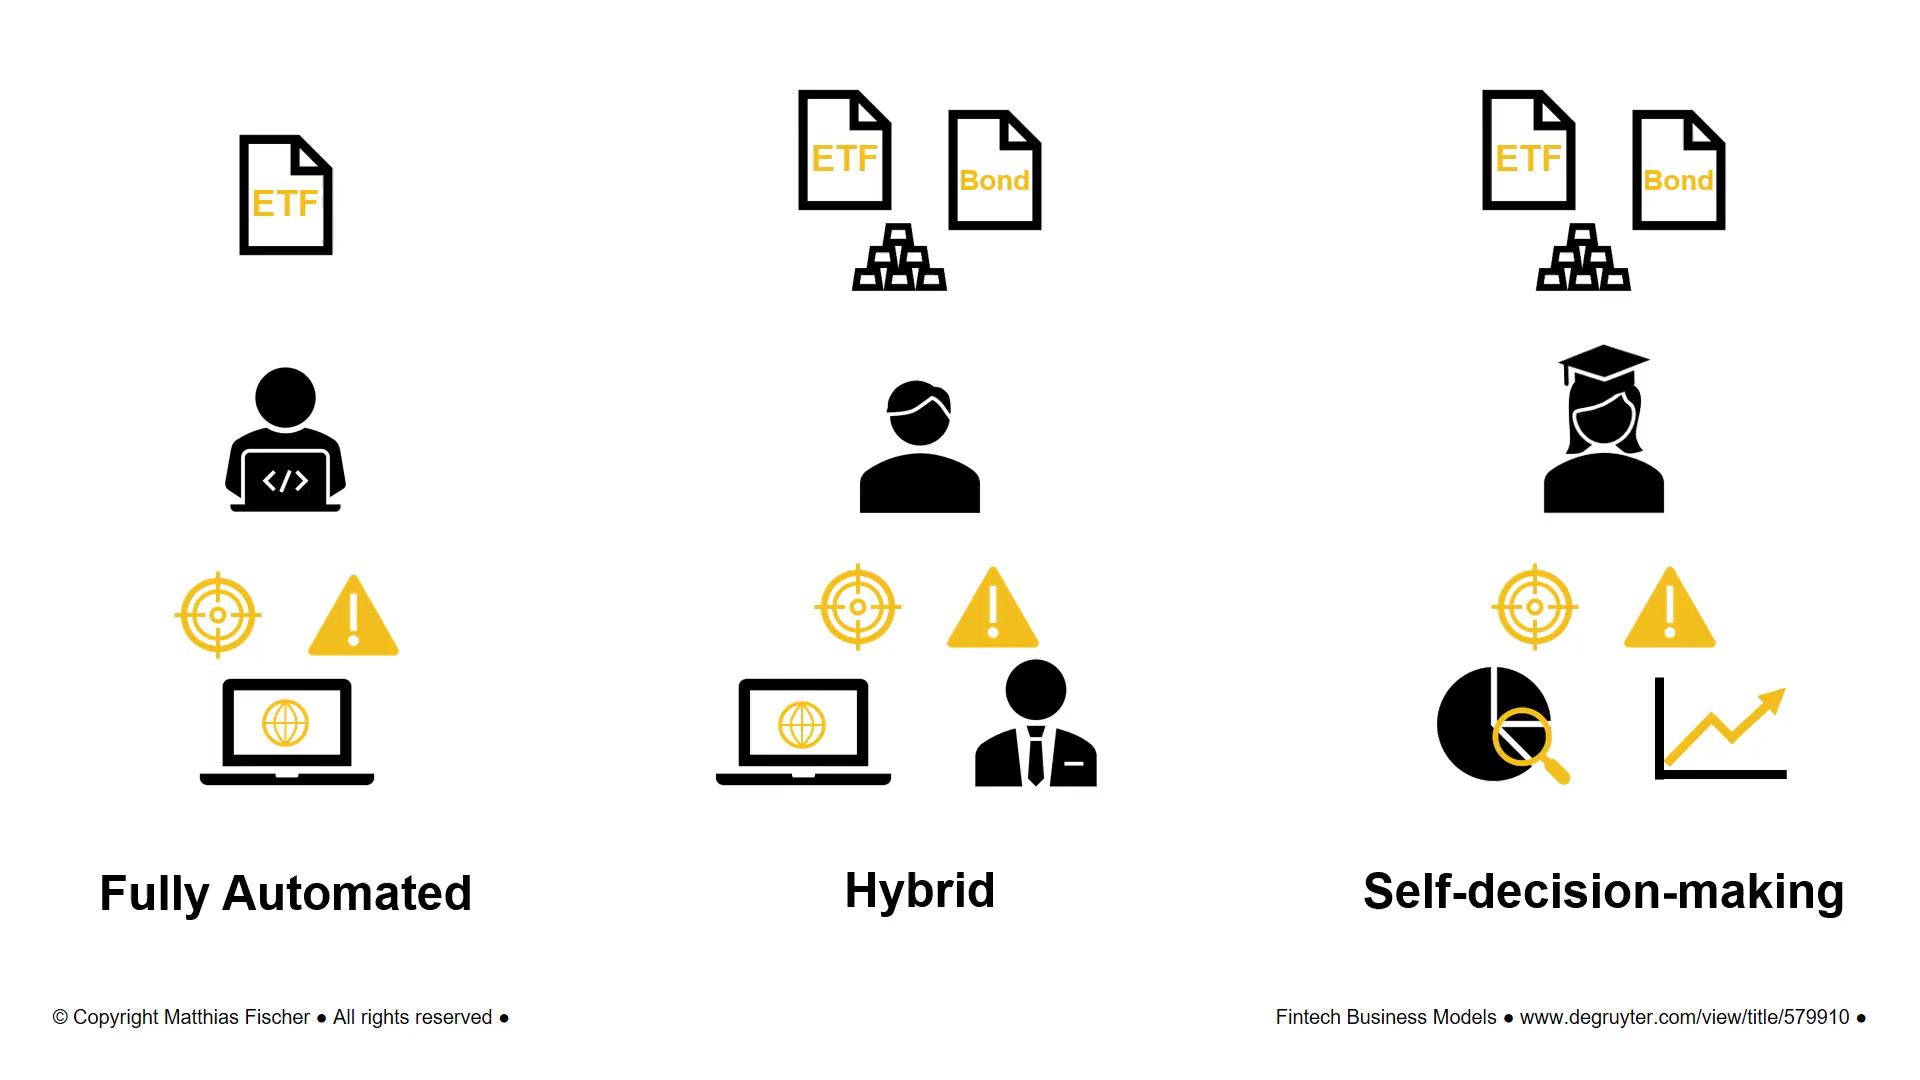 ETF
ETF
Bond
ETF
Bond
</>
Fully Automated
Hybrid
Self-decision-making
© Copyright Matthias Fischer ● All rights reserved ●
Fintech Business Models ● www.degruyter.com/view/title/579910 ●